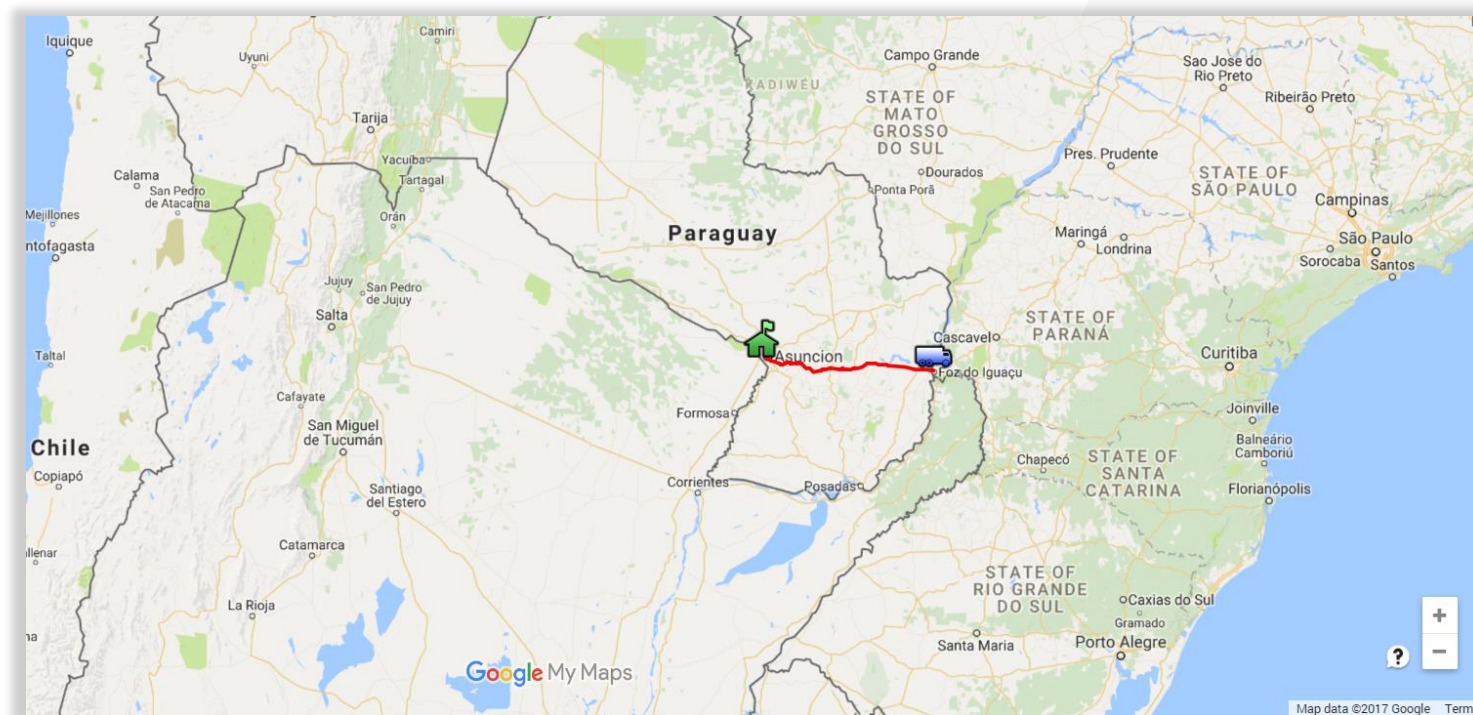 Iquique
Uyuni
Camiri
Campo Grande
Sao Jose do
Rio Preto
Ribeirão Preto
KADIWÉU
STATE OF
MATO
GROSSO
DO SUL
Tarija
Yacuiba
Tartagal
Calama
San Pedro
de Atacama
Orán
Mejillones
ntofagasta
Dourados
Ponta Porã
Pres. Prudente
STATE OF
SÃO PAULO
Campinas
Maringá
Londrina
São Paulo
Sorocaba
Santos
Paraguay
Jujuy
San Pedro
de Jujuy
Salta
STATE OF
PARANÁ
Cascavel
Curitiba
Taltal
Asuncion
Foz do Iguaçu
Cafayate
Formosa
San Miguel
de Tucumán
Joinville
Balneário
Camboriú
Chile
Copiapó
Chapecó
STATE OF
SANTA
CATARINA
Florianópolis
Corrientes
Posadas
Santiago
del Estero
Catamarca
llenar
STATE OF
RIO GRANDE
DO SUL
La Rioja
Caxias do Sul
Gramado
Santa Maria
Porto Alegre
na
Google My Maps
+
?
−
Map data ©2017 Google Term